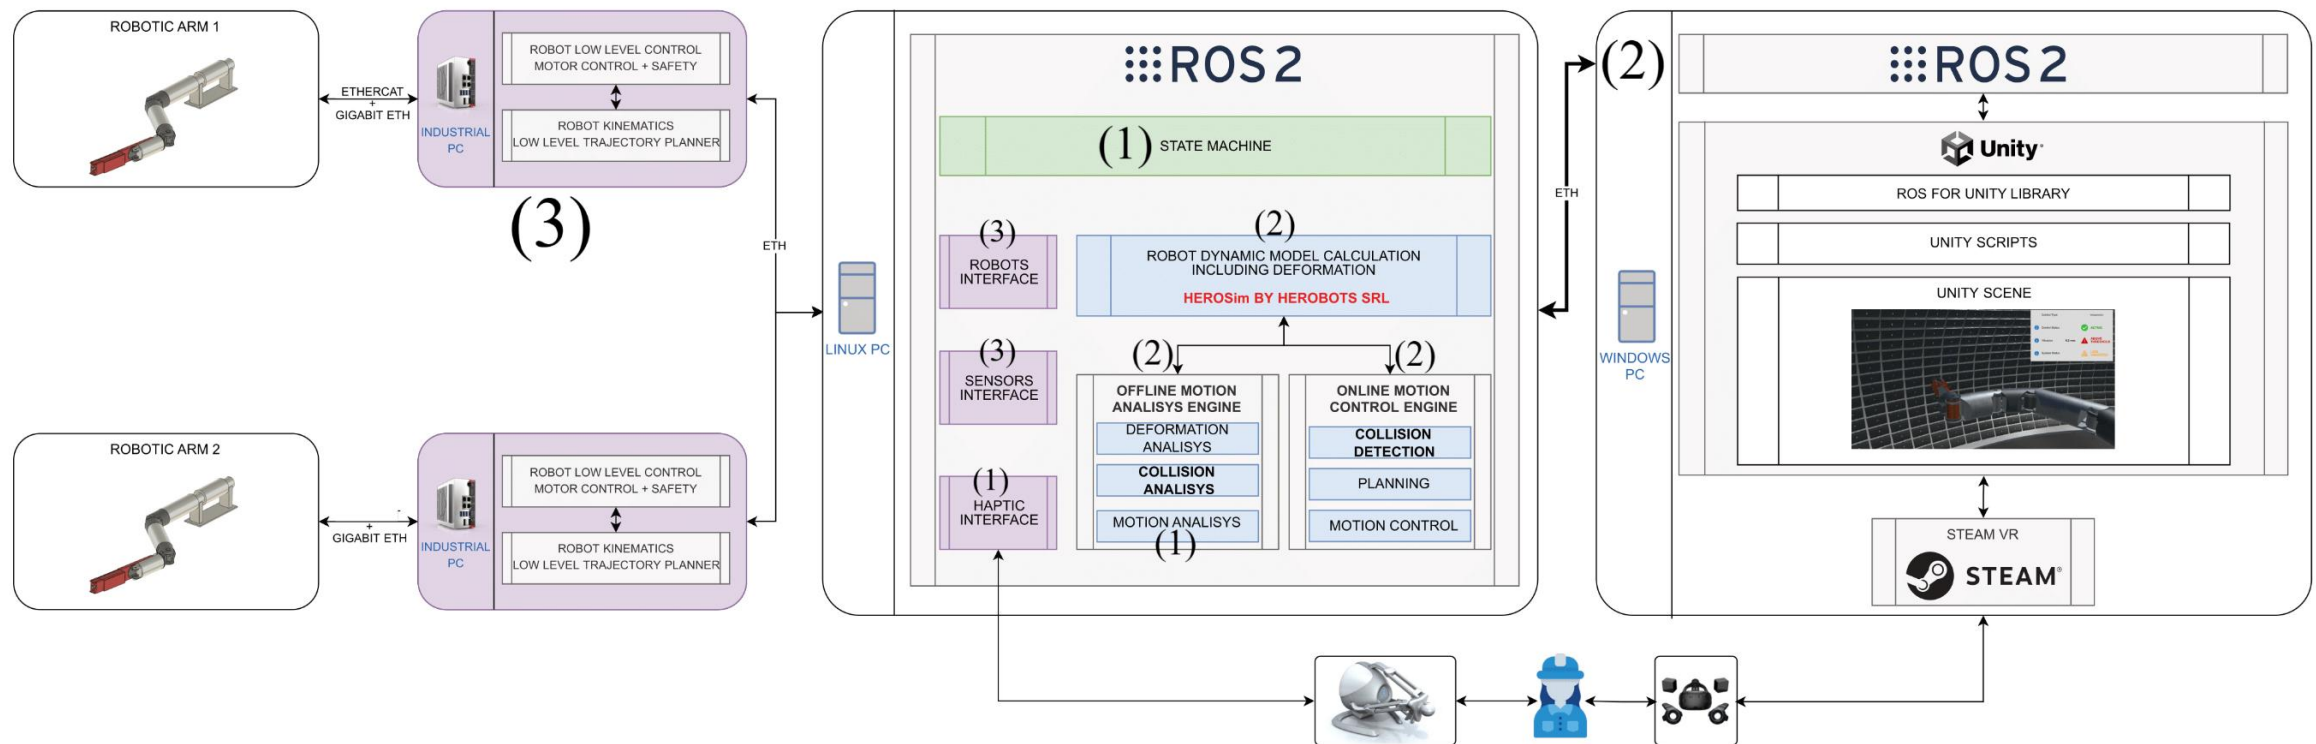 ROBOTIC ARM 1
ETHERCAT
+
GIGABIT ETH
INDUSTRIAL
PC
ROBOT LOW LEVEL CONTROL
MOTOR CONTROL + SAFETY
ROBOT KINEMATICS
LOW LEVEL TRAJECTORY PLANNER
(3)
ROBOTIC ARM 2
+
GIGABIT ETH
INDUSTRIAL
PC
ROBOT LOW LEVEL CONTROL
MOTOR CONTROL + SAFETY
ROBOT KINEMATICS
LOW LEVEL TRAJECTORY PLANNER
ETH
LINUX PC
ROS 2
(1) STATE MACHINE
(3)
ROBOTS
INTERFACE
(3)
SENSORS
INTERFACE
(1)
HAPTIC
INTERFACE
(2)
ROBOT DYNAMIC MODEL CALCULATION
INCLUDING DEFORMATION
HEROSim BY HEROBOTS SRL
(2)
OFFLINE MOTION
ANALISYS ENGINE
DEFORMATION
ANALISYS
COLLISION
ANALISYS
MOTION ANALISYS
(1)
(2)
ONLINE MOTION
CONTROL ENGINE
COLLISION
DETECTION
PLANNING
MOTION CONTROL
ETH
(2)
WINDOWS
PC
ROS 2
Unity
ROS FOR UNITY LIBRARY
UNITY SCRIPTS
UNITY SCENE
STEAM VR
STEAM®